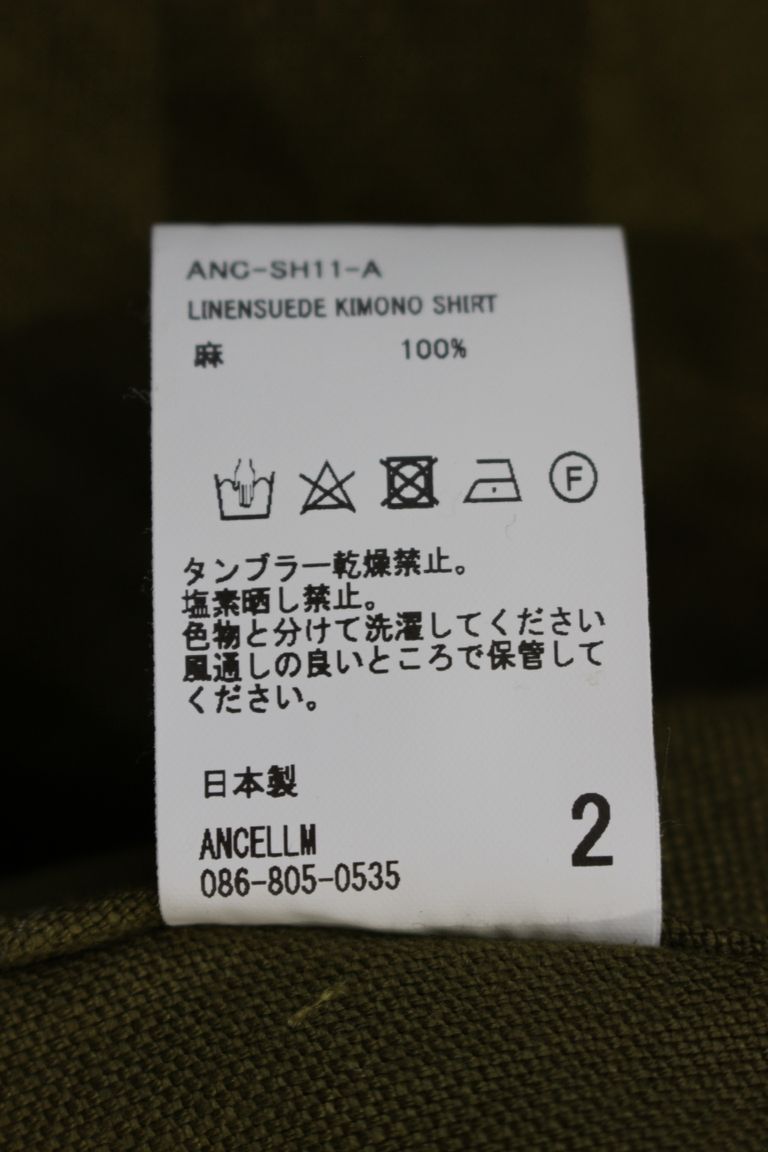 ANC-SH11-A
LINENSUEDE KIMONO SHIRT
麻 100%
F
タンブラー乾燥禁止。
塩素晒し禁止。
色物と分けて洗濯してください
風通しの良いところで保管して
ください。
日本製
ANCELLM
086-805-0535
2